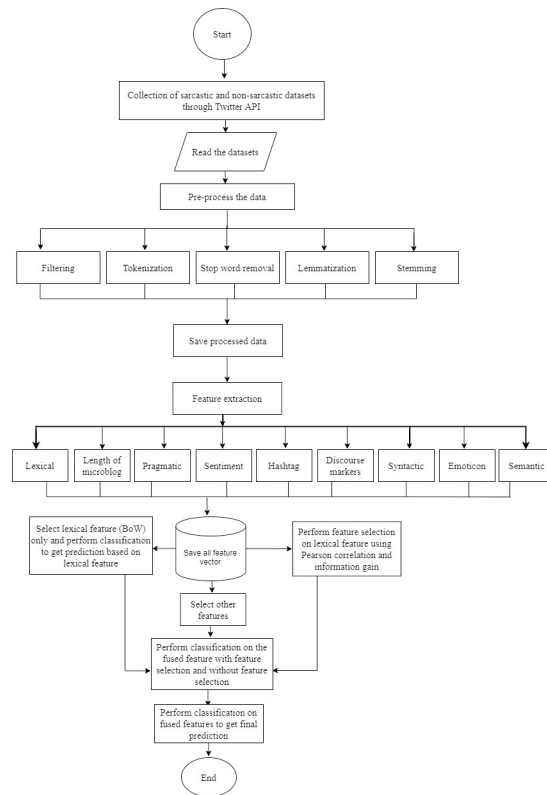 Start
Collection of sarcastic and non-sarcastic datasets
through Twitter API
Read the datasets
Pre-process the data
Filtering
Tokenization
Stop word removal
Lemmatization
Stemming
Save processed data
Feature extraction
Lexical
Length of
microblog
Pragmatic
Sentiment
Hashtag
Discourse
markers
Syntactic
Emoticon
Semantic
Select lexical feature (BoW)
only and perform classification
to get prediction based on
lexical feature
Save all feature
vector
Perform feature selection
on lexical feature using
Pearson correlation and
information gain
Select other
features
Perform classification on the
fused feature with feature
selection and without feature
selection
Perform classification on
fused features to get final
prediction
End